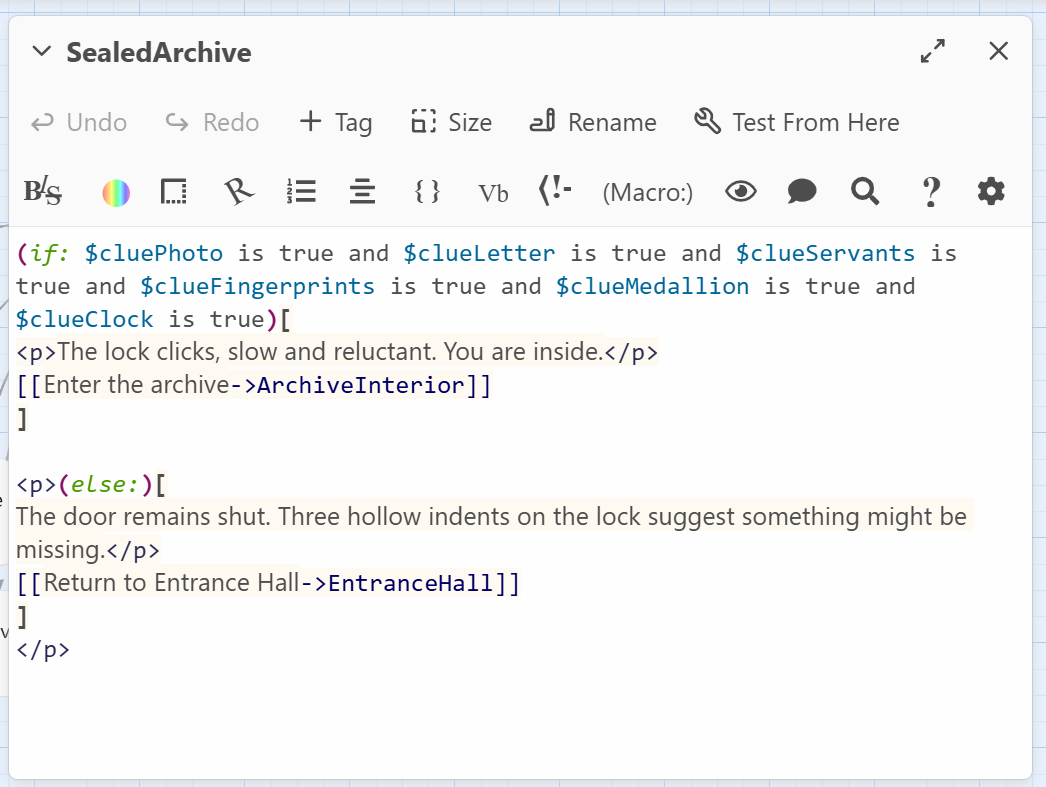 SealedArchive
Undo Redo + Tag Size Rename Test From Here
BIS { } Vb (!- (Macro:) ?
(if: $cluePhoto is true and $clueLetter is true and $clueServants is
true and $clueFingerprints is true and $clueMedallion is true and
$clueClock is true)[
<p>The lock clicks, slow and reluctant. You are inside.</p>
[[Enter the archive->ArchiveInterior]]
]
<p>(else:)[
The door remains shut. Three hollow indents on the lock suggest something might be
missing.</p>
[[Return to Entrance Hall->EntranceHall]]
]
</p>